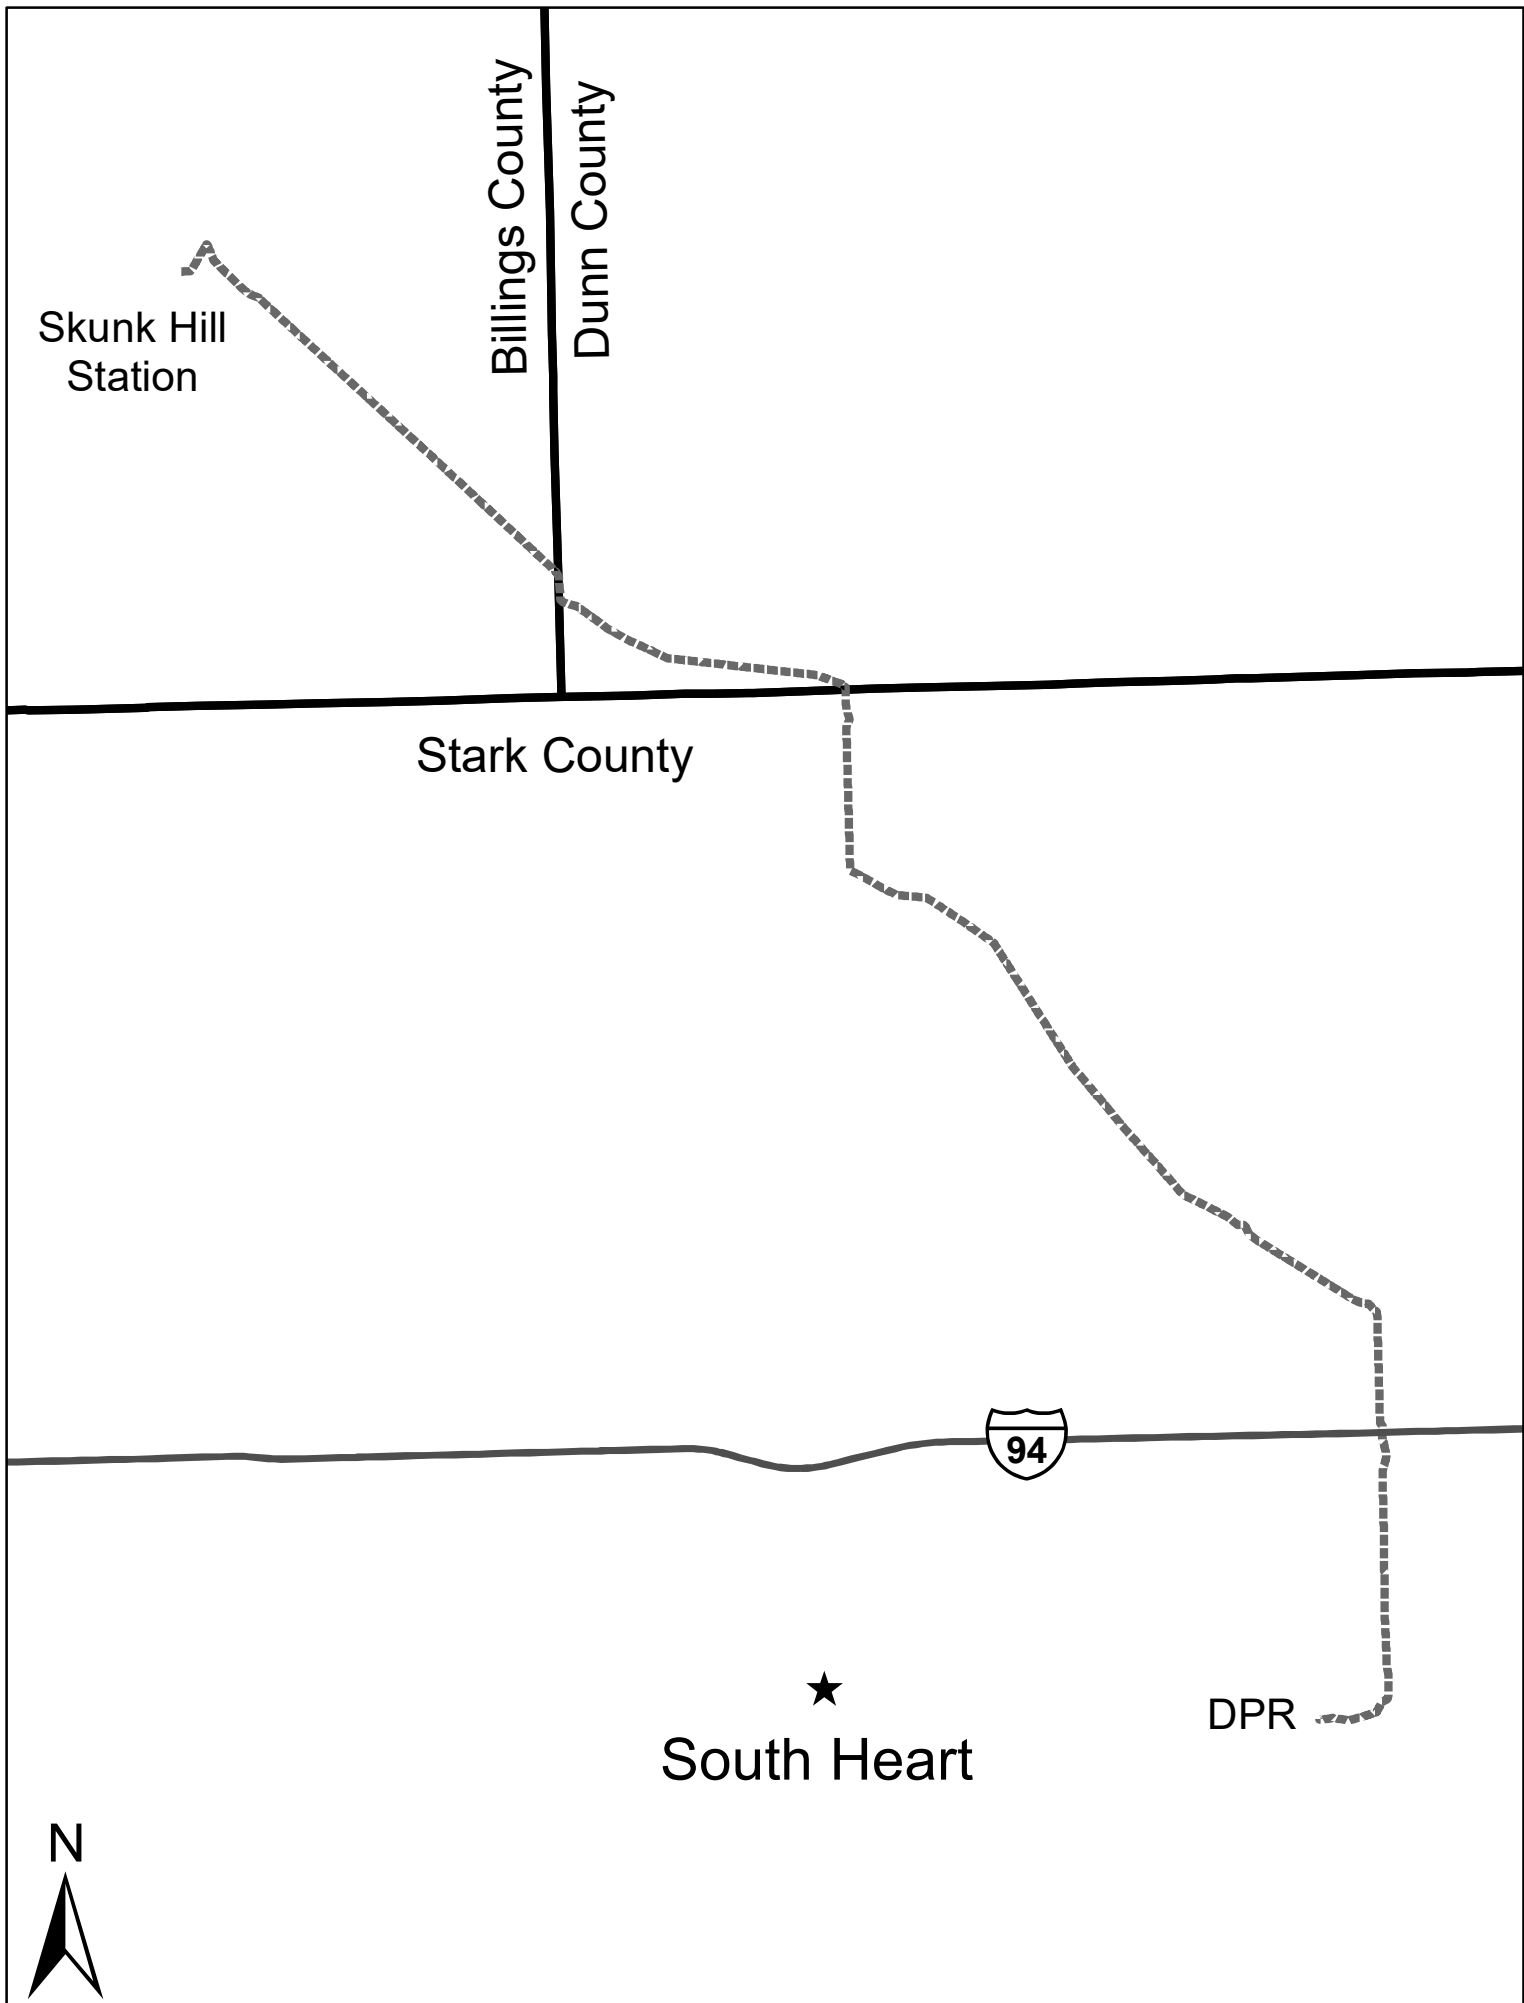 Billings County
Dunn County
Skunk Hill
Station
Stark County
94
DPR
South Heart
N